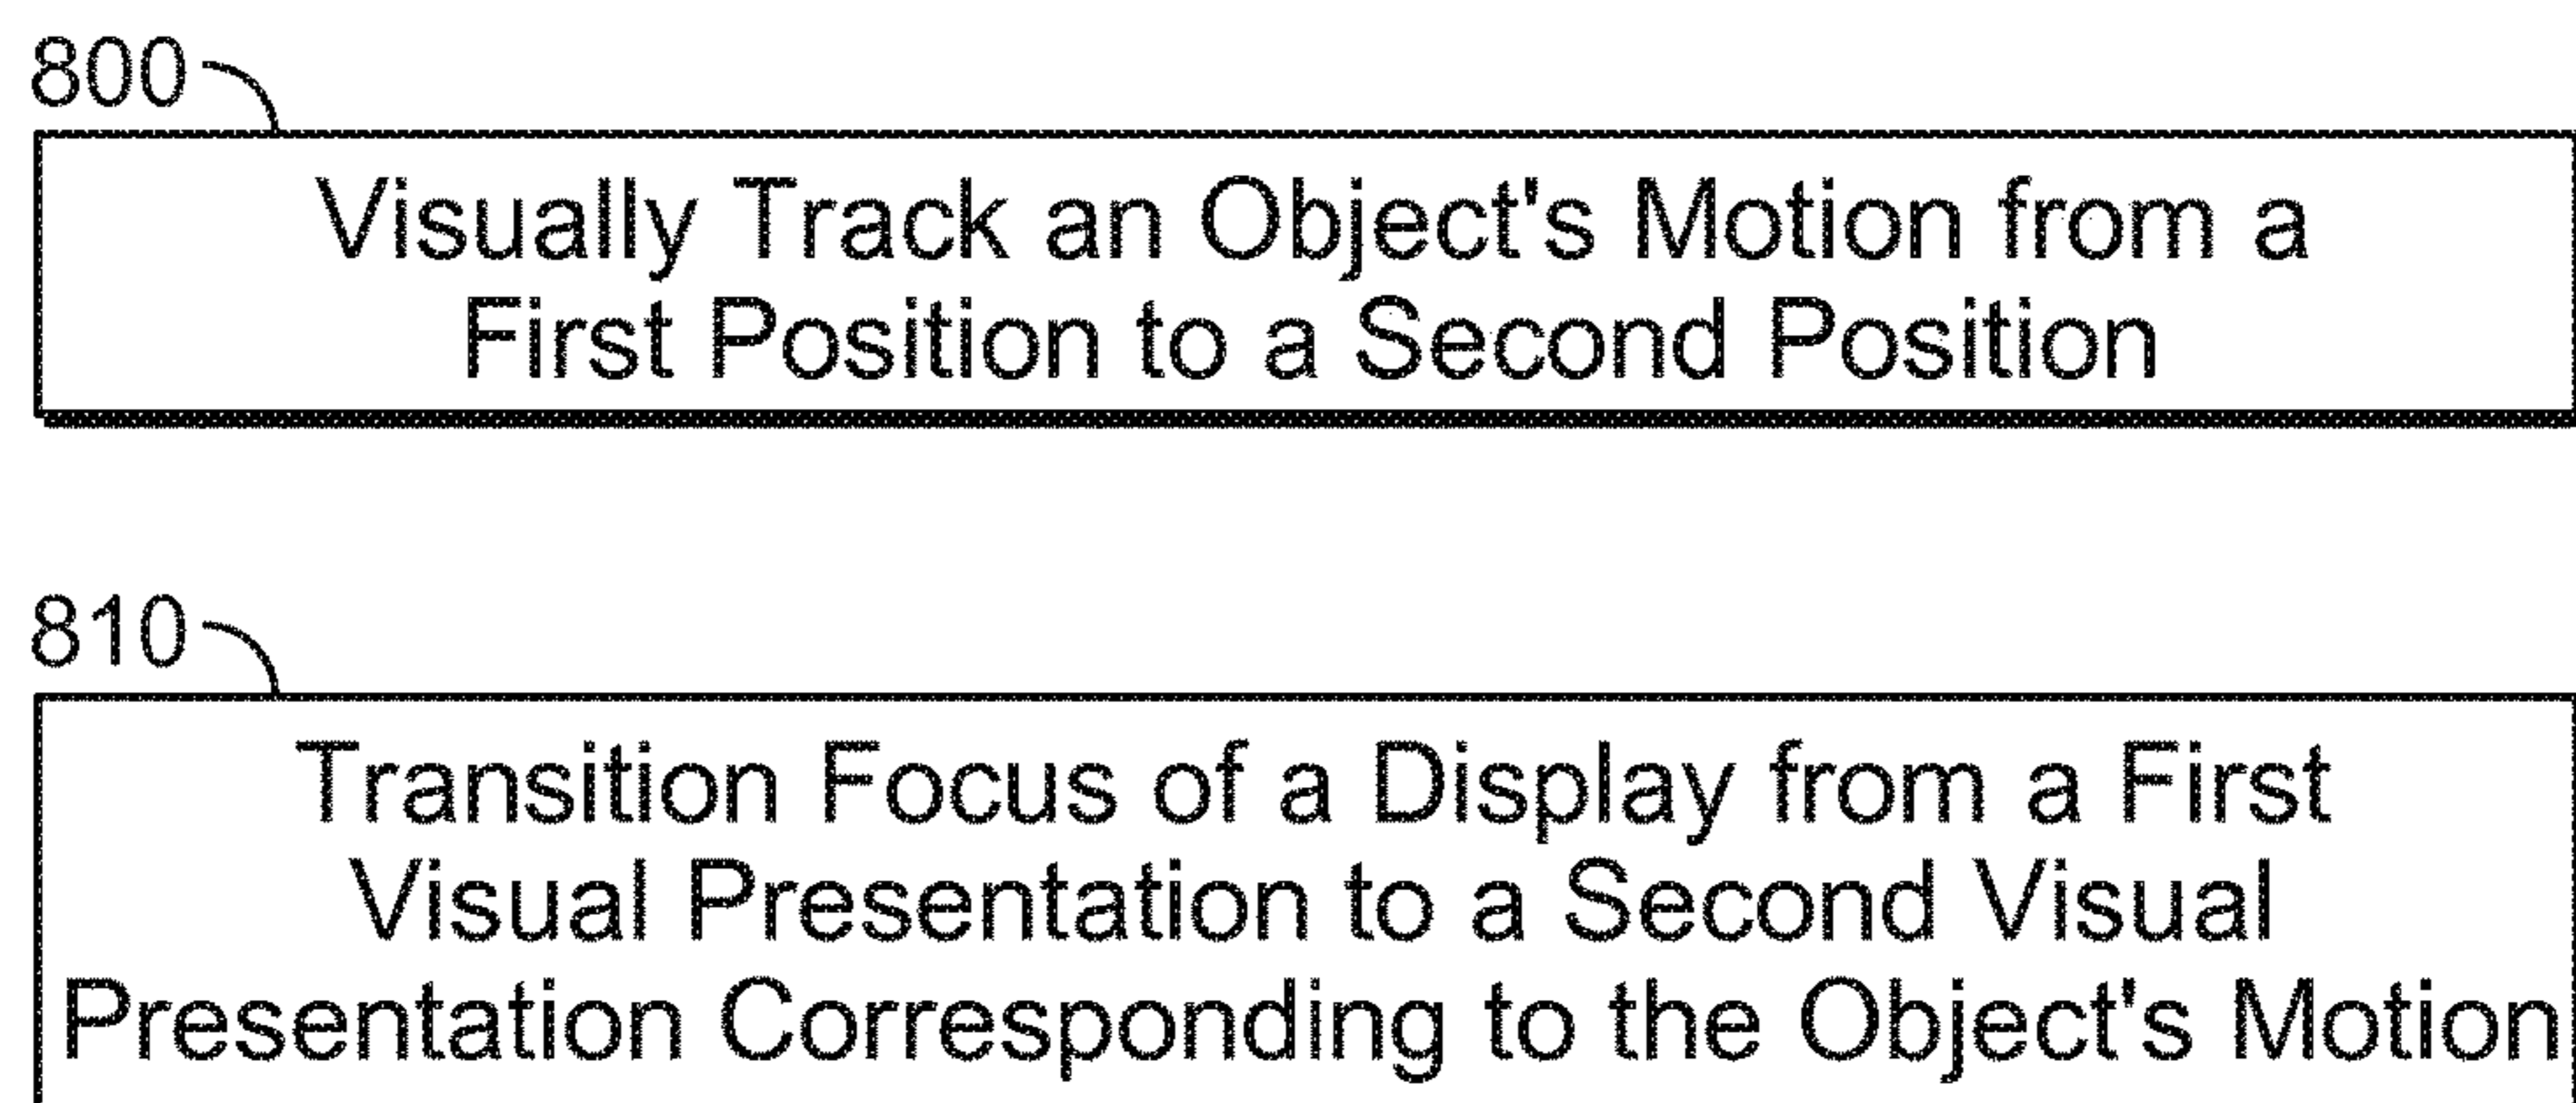 800
Visually Track an Object's Motion from a
First Position to a Second Position
810
Transition Focus of a Display from a First
Visual Presentation to a Second Visual
Presentation Corresponding to the Object's Motion